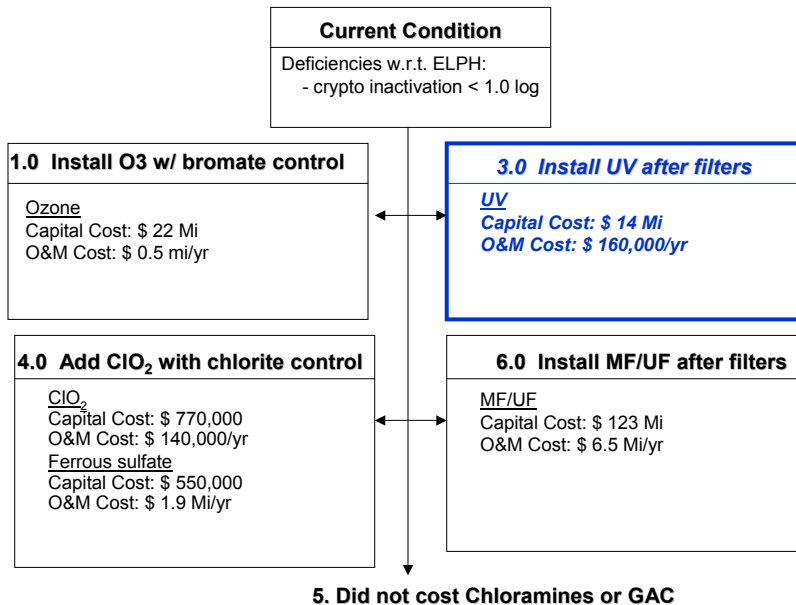 Current Condition
Deficiencies w.r.t. ELPH:
- crypto inactivation < 1.0 log
1.0 Install O3 w/ bromate control
Ozone
Capital Cost: $ 22 Mi
O&M Cost: $ 0.5 mi/yr
3.0 Install UV after filters
UV
Capital Cost: $ 14 Mi
O&M Cost: $ 160,000/yr
4.0 Add ClO₂ with chlorite control
ClO₂
Capital Cost: $ 770,000
O&M Cost: $ 140,000/yr
Ferrous sulfate
Capital Cost: $ 550,000
O&M Cost: $ 1.9 Mi/yr
6.0 Install MF/UF after filters
MF/UF
Capital Cost: $ 123 Mi
O&M Cost: $ 6.5 Mi/yr
5. Did not cost Chloramines or GAC